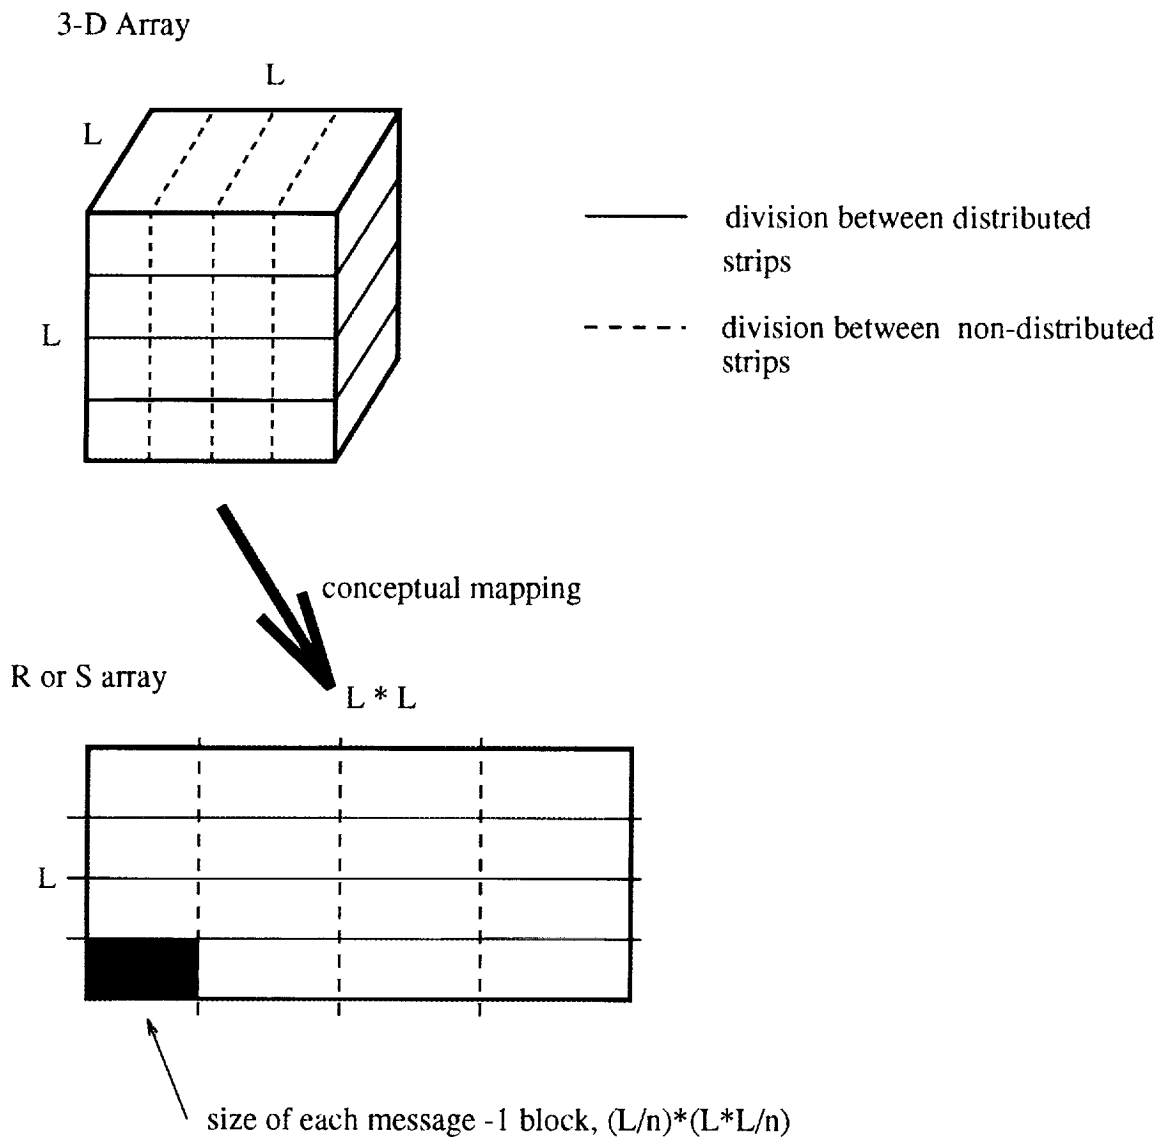 3-D Array
L
L
L
division between distributed
strips
division between non-distributed
strips
conceptual mapping
R or S array
L * L
L
size of each message -1 block, (L/n)*(L*L/n)